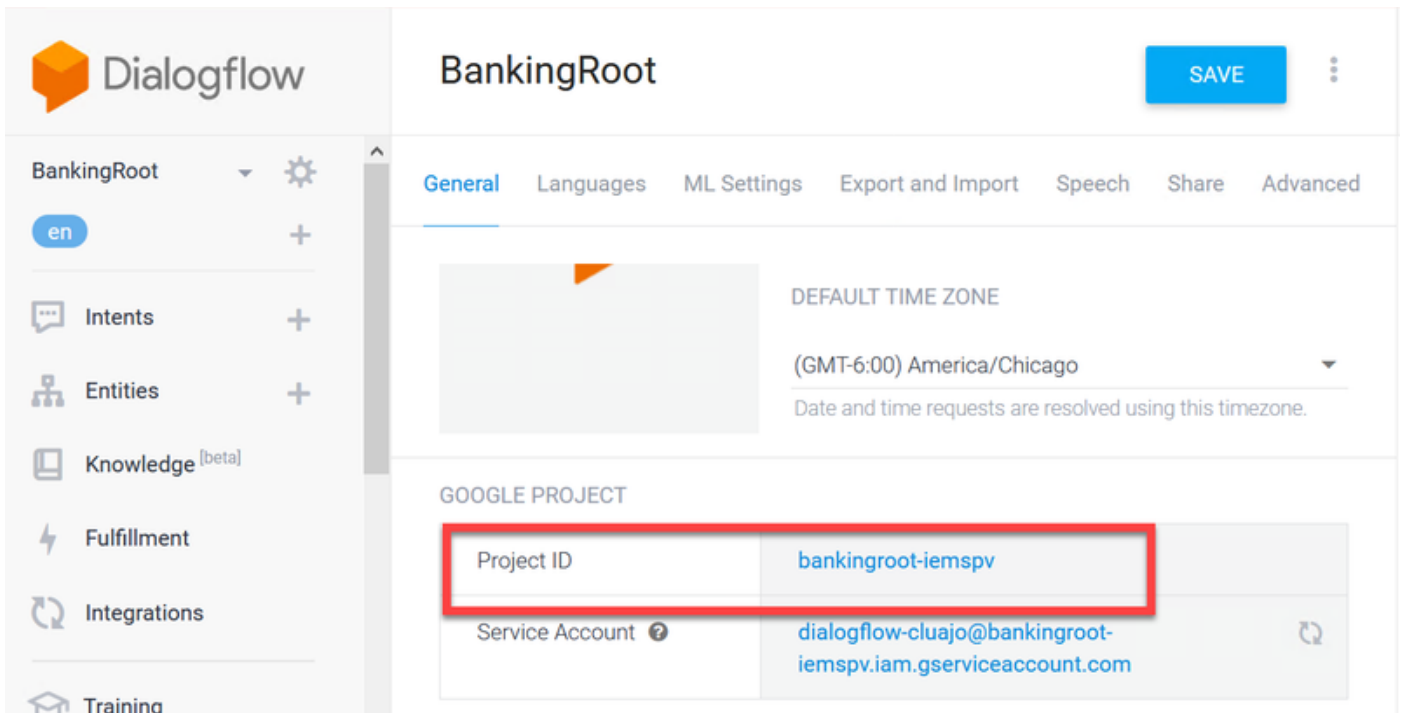 Dialogflow
BankingRoot
SAVE
BankingRoot
en
Intents
Entities
Knowledge [beta]
Fulfillment
Integrations
Training
General Languages ML Settings Export and Import Speech Share Advanced
DEFAULT TIME ZONE
(GMT-6:00) America/Chicago
Date and time requests are resolved using this timezone.
GOOGLE PROJECT
Project ID bankingroot-iemspv
Service Account dialogflow-cluajo@bankingroot-
iemspv.iam.gserviceaccount.com